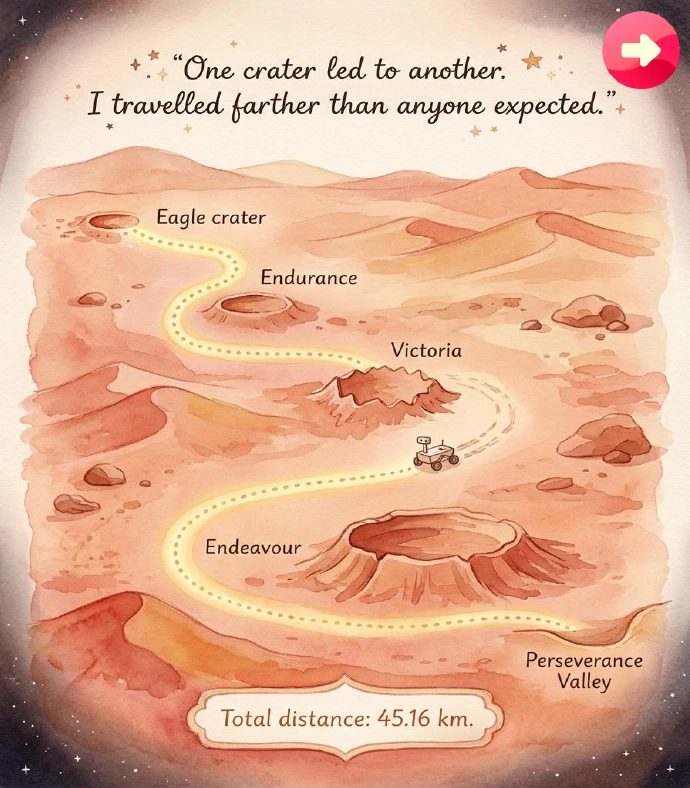 “One crater led to another.
I travelled farther than anyone expected.”
Eagle crater
Endurance
Victoria
Endeavour
Perseverance
Valley
Total distance: 45.16 km.